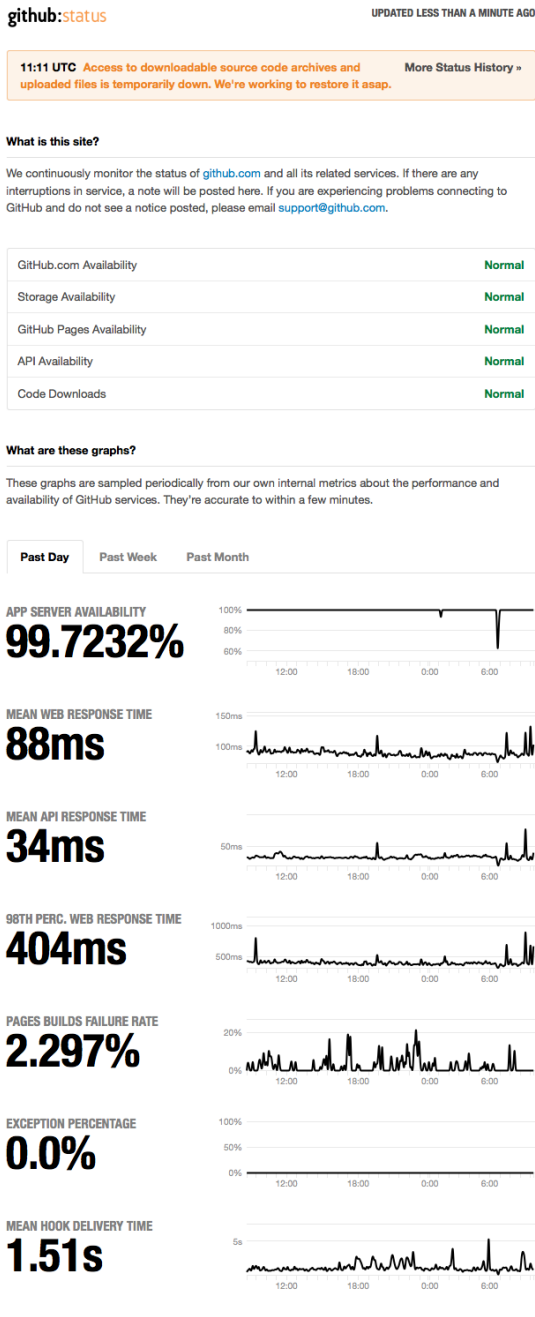 github:status
UPDATED LESS THAN A MINUTE AGO
11:11 UTC Access to downloadable source code archives and
uploaded files is temporarily down. We're working to restore it asap.
More Status History »
What is this site?
We continuously monitor the status of github.com and all its related services. If there are any
interruptions in service, a note will be posted here. If you are experiencing problems connecting to
GitHub and do not see a notice posted, please email support@github.com.
GitHub.com Availability Normal
Storage Availability Normal
GitHub Pages Availability Normal
API Availability Normal
Code Downloads Normal
What are these graphs?
These graphs are sampled periodically from our own internal metrics about the performance and
availability of GitHub services. They're accurate to within a few minutes.
Past Day Past Week Past Month
APP SERVER AVAILABILITY
99.7232%
100%
80%
60%
12:00 18:00 0:00 6:00
MEAN WEB RESPONSE TIME
88ms
150ms
100ms
12:00 18:00 0:00 6:00
MEAN API RESPONSE TIME
34ms
50ms
12:00 18:00 0:00 6:00
98TH PERC. WEB RESPONSE TIME
404ms
1000ms
500ms
12:00 18:00 0:00 6:00
PAGES BUILDS FAILURE RATE
2.297%
20%
0%
12:00 18:00 0:00 6:00
EXCEPTION PERCENTAGE
0.0%
100%
50%
0%
12:00 18:00 0:00 6:00
MEAN HOOK DELIVERY TIME
1.51s
5s
12:00 18:00 0:00 6:00